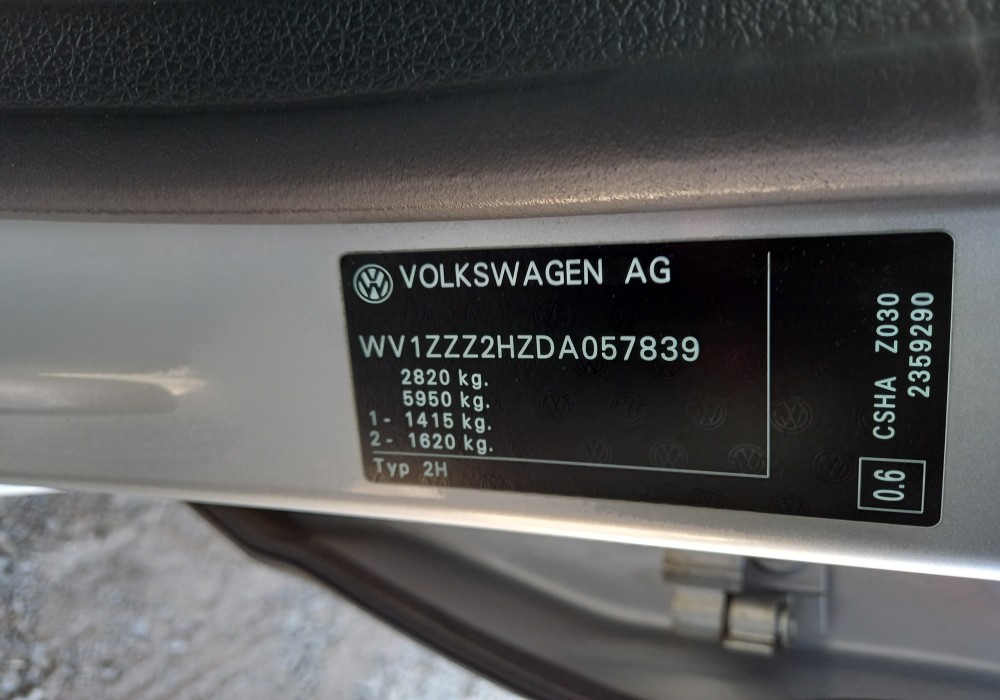 VOLKSWAGEN AG
WV1ZZZ2HZDA057839
2820 kg.
5950 kg.
1- 1415 kg.
2- 1620 kg.
Typ 2H
CSHA Z030
2359290
0.6